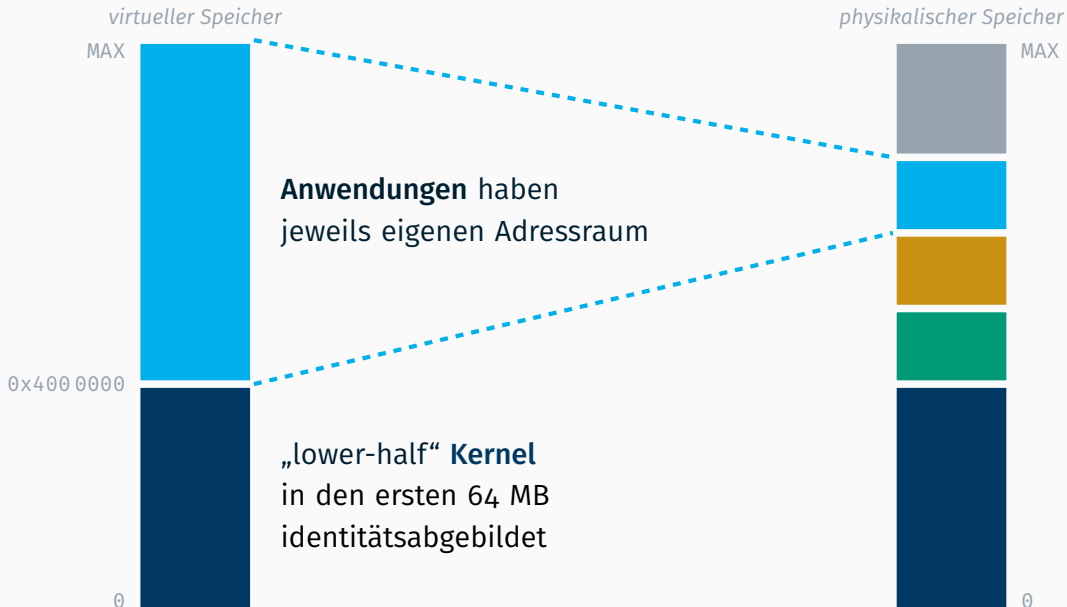 virtueller Speicher
physikalischer Speicher
MAX
MAX
Anwendungen haben
jeweils eigenen Adressraum
0x400 0000
„lower-half“ Kernel
in den ersten 64 MB
identitätsabgebildet
0
0